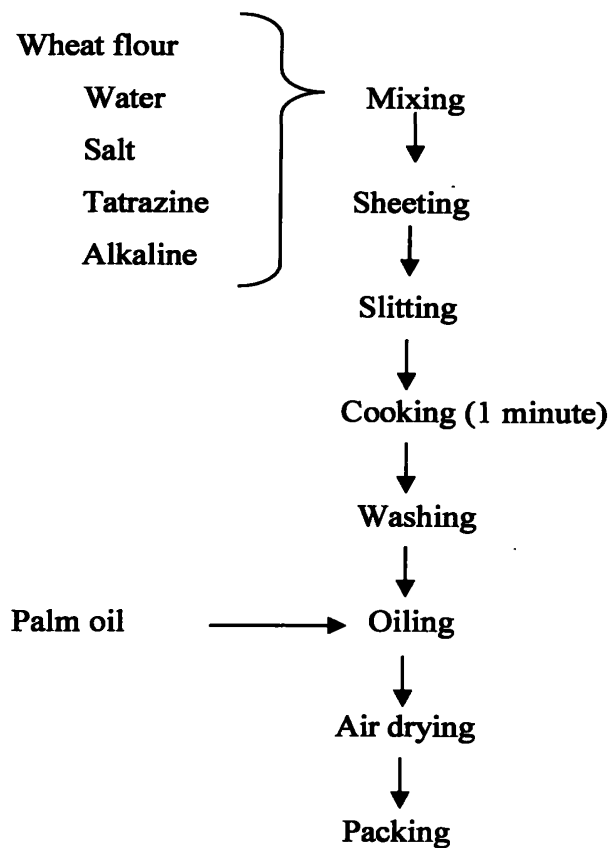 Wheat flour
Water
Salt
Tatrazine
Alkaline
Mixing
Sheeting
Slitting
Cooking (1 minute)
Washing
Palm oil
Oiling
Air drying
Packing